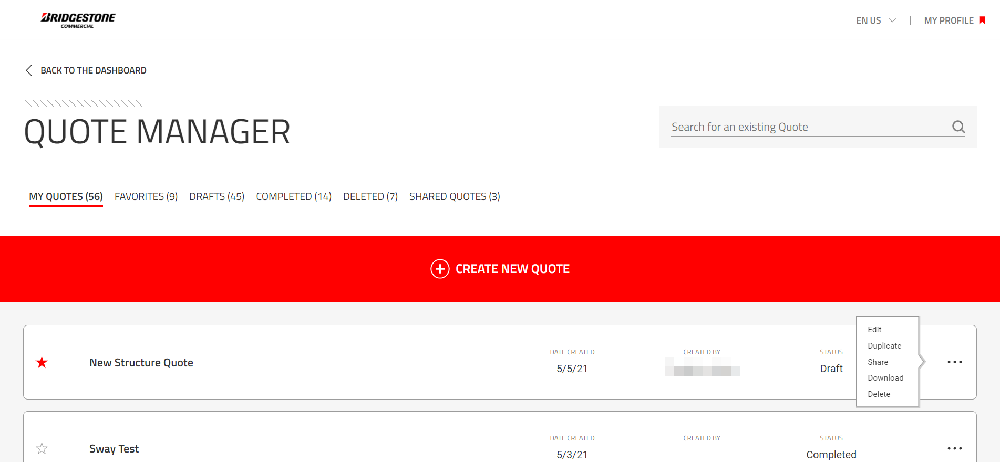 BRIDGESTONE
COMMERCIAL
EN US
MY PROFILE
BACK TO THE DASHBOARD
QUOTE MANAGER
Search for an existing Quote
MY QUOTES (56) FAVORITES (9) DRAFTS (45) COMPLETED (14) DELETED (7) SHARED QUOTES (3)
CREATE NEW QUOTE
New Structure Quote
DATE CREATED
5/5/21
CREATED BY
STATUS
Draft
Edit
Duplicate
Share
Download
Delete
Sway Test
DATE CREATED
5/3/21
CREATED BY
STATUS
Completed